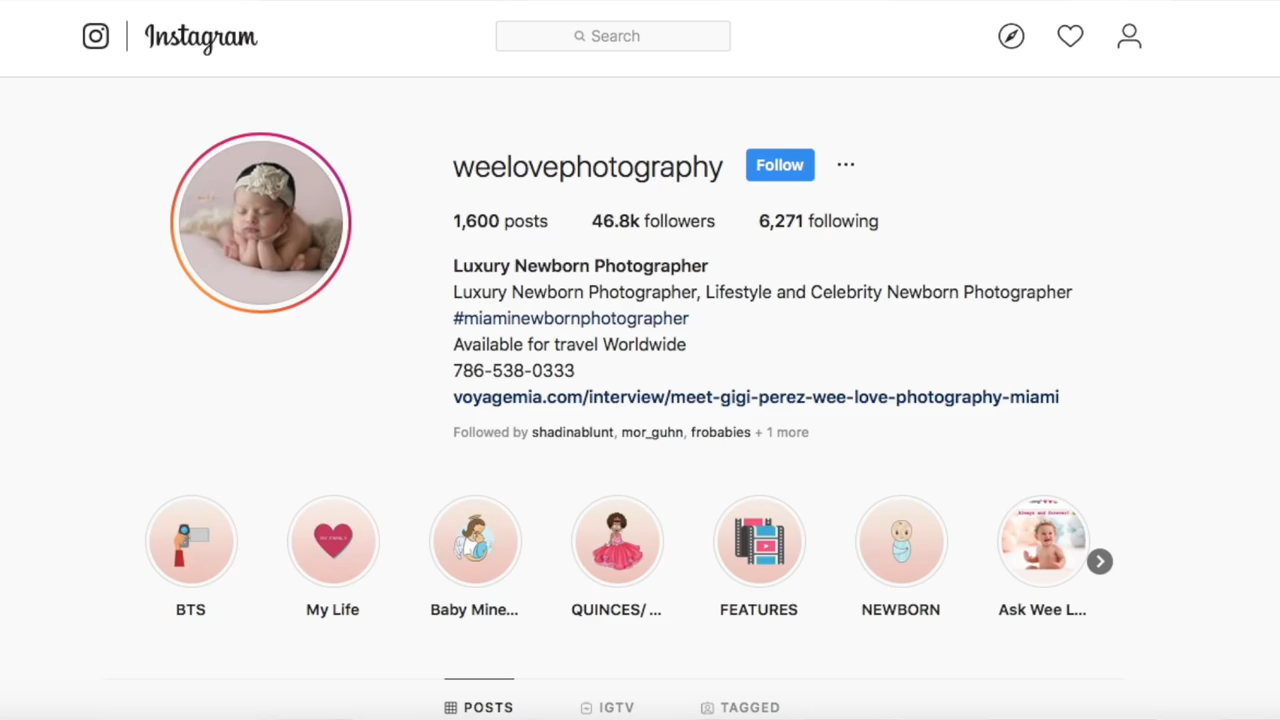 Instagram
Search
weelovephotography
Follow
1,600 posts
46.8k followers
6,271 following
Luxury Newborn Photographer
Luxury Newborn Photographer, Lifestyle and Celebrity Newborn Photographer
#miaminewbornphotographer
Available for travel Worldwide
786-538-0333
voyagemia.com/interview/meet-gigi-perez-wee-love-photography-miami
Followed by shadinablunt, mor_guhn, frobabies + 1 more
Always and forever!
BTS
My Life
Baby Mine...
QUINCES/ ...
FEATURES
NEWBORN
Ask Wee L...
POSTS
IGTV
TAGGED